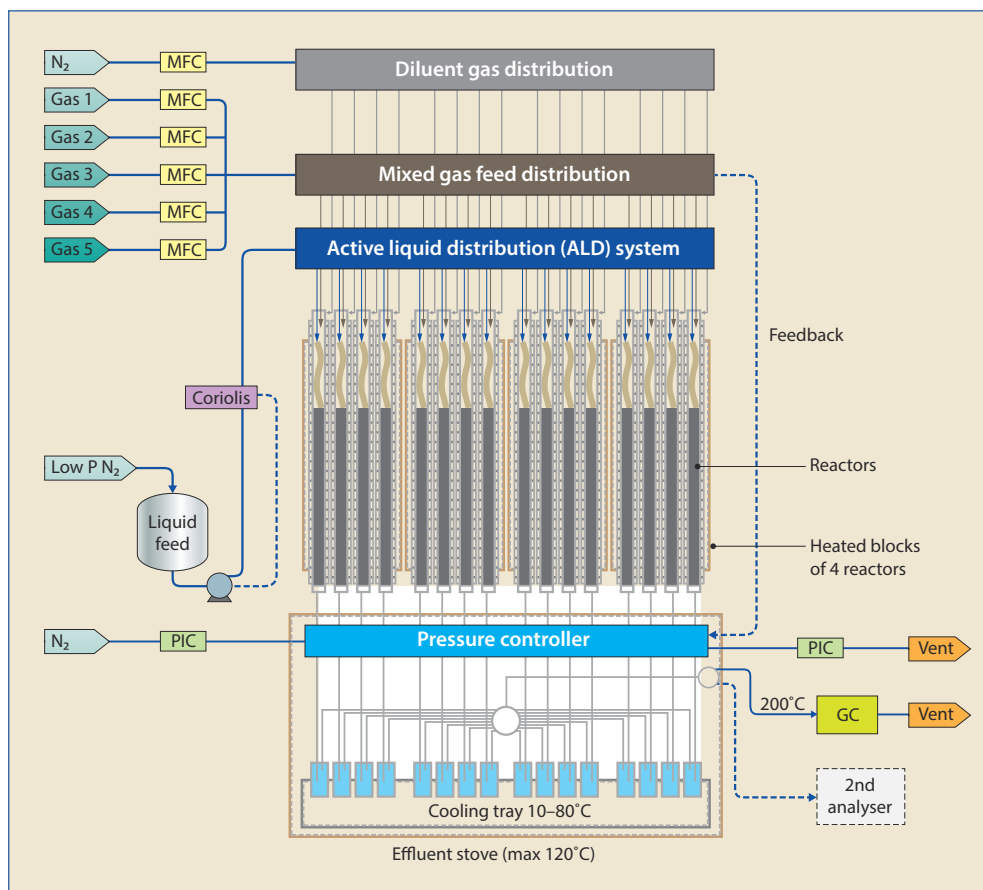 N₂
MFC
Diluent gas distribution
Gas 1
MFC
Gas 2
MFC
Gas 3
MFC
Mixed gas feed distribution
Gas 4
MFC
Gas 5
MFC
Active liquid distribution (ALD) system
Feedback
Coriolis
Low P N₂
Reactors
Liquid
feed
Heated blocks
of 4 reactors
N₂
PIC
Pressure controller
PIC
Vent
200˚C
GC
Vent
2nd
analyser
Cooling tray 10–80˚C
Effluent stove (max 120˚C)